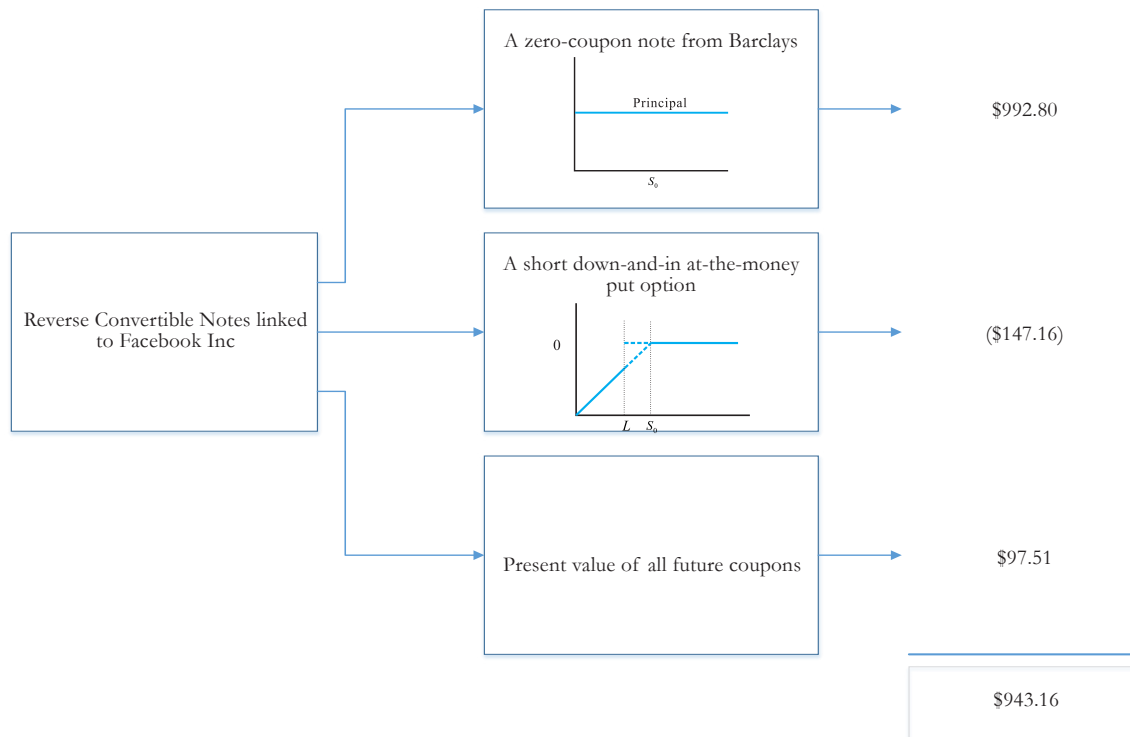 A zero-coupon note from Barclays
Principal
S₀
$992.80
Reverse Convertible Notes linked
to Facebook Inc
A short down-and-in at-the-money
put option
0
L S₀
($147.16)
Present value of all future coupons
$97.51
$943.16